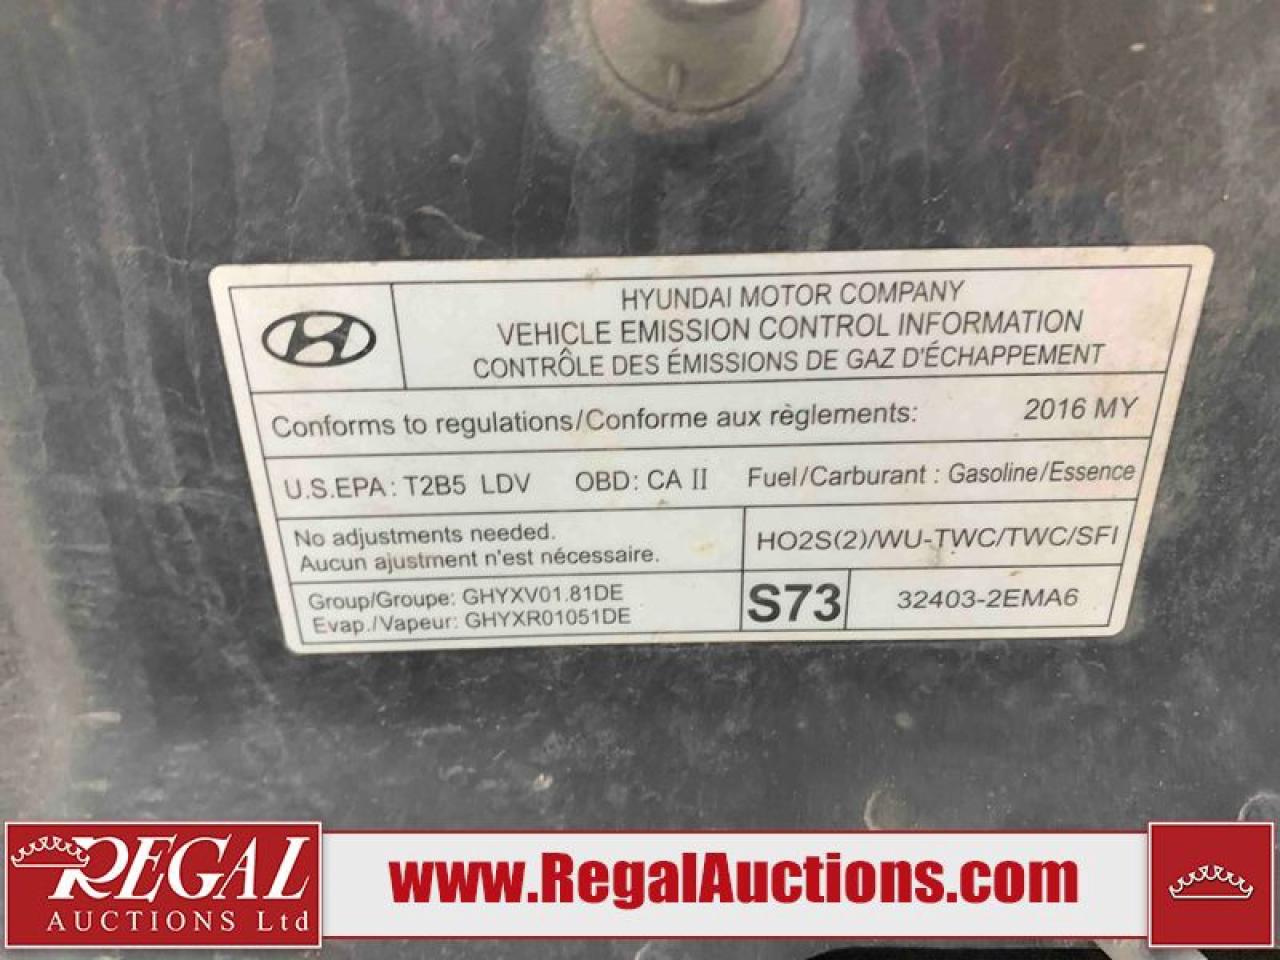 HYUNDAI MOTOR COMPANY
VEHICLE EMISSION CONTROL INFORMATION
CONTRÔLE DES ÉMISSIONS DE GAZ D'ÉCHAPPEMENT
Conforms to regulations/Conforme aux règlements: 2016 MY
U.S.EPA: T2B5 LDV OBD: CA II Fuel/Carburant : Gasoline/Essence
No adjustments needed.
Aucun ajustment n'est nécessaire.
HO2S(2)/WU-TWC/TWC/SFI
Group/Groupe: GHYXV01.81DE
Evap./Vapeur: GHYXR01051DE
S73
32403-2EMA6
REGAL
AUCTIONS Ltd
www.RegalAuctions.com